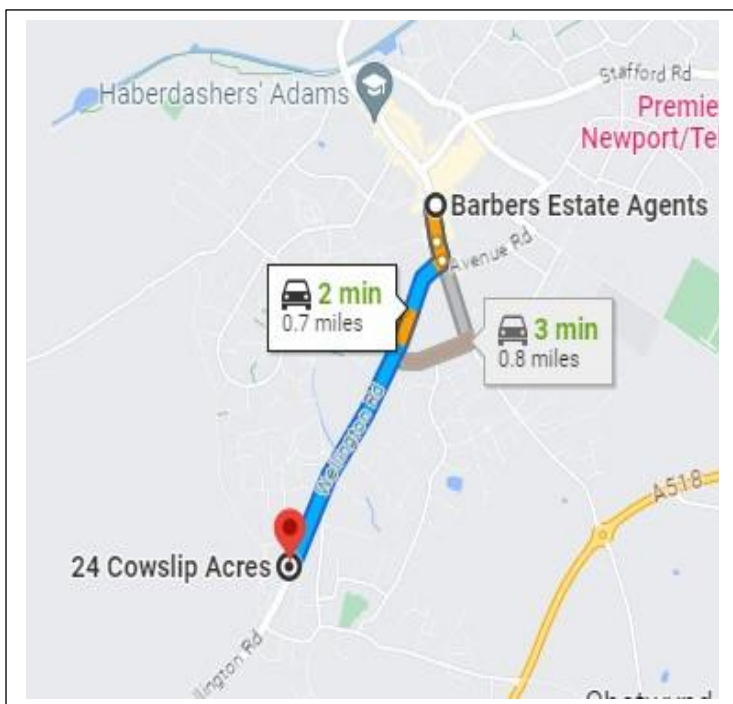 Stafford Rd
Haberdashers' Adams
Premie
Newport/Tel
Barbers Estate Agents
Avenue Rd
2 min
0.7 miles
3 min
0.8 miles
Wellington Rd
A518
24 Cowslip Acres
llington Rd